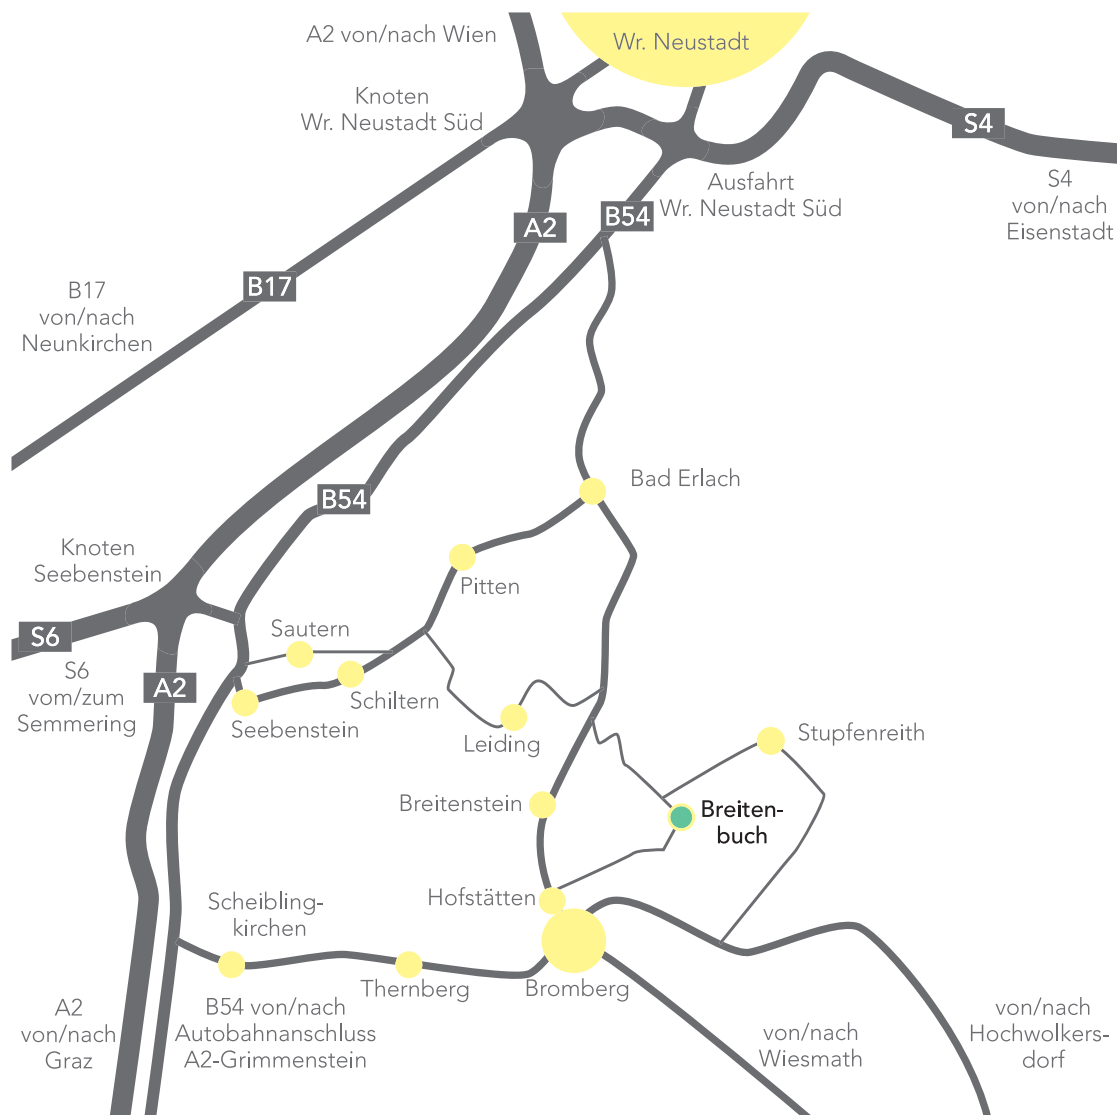 A2 von/nach Wien
Wr. Neustadt
Knoten
Wr. Neustadt Süd
S4
Ausfahrt
Wr. Neustadt Süd
S4
von/nach
Eisenstadt
B54
A2
B17
B17
von/nach
Neunkirchen
Bad Erlach
B54
Knoten
Seebenstein
Pitten
S6
Sautern
S6
vom/zum
Semmering
A2
Schiltern
Seebenstein
Leiding
Stupfenreith
Breitenstein
Breiten-
buch
Hofstätten
Scheibling-
kirchen
Thernberg
Bromberg
A2
von/nach
Graz
B54 von/nach
Autobahnanschluss
A2-Grimmenstein
von/nach
Wiesmath
von/nach
Hochwolkers-
dorf